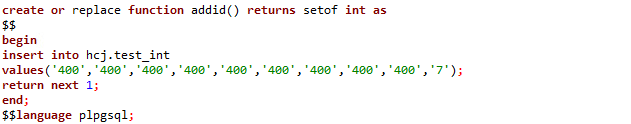 create or replace function addid() returns setof int as
$$
begin
insert into hcj.test_int
values('400','400','400','400','400','400','400','400','400','7');
return next 1;
end;
$$language plpgsql;